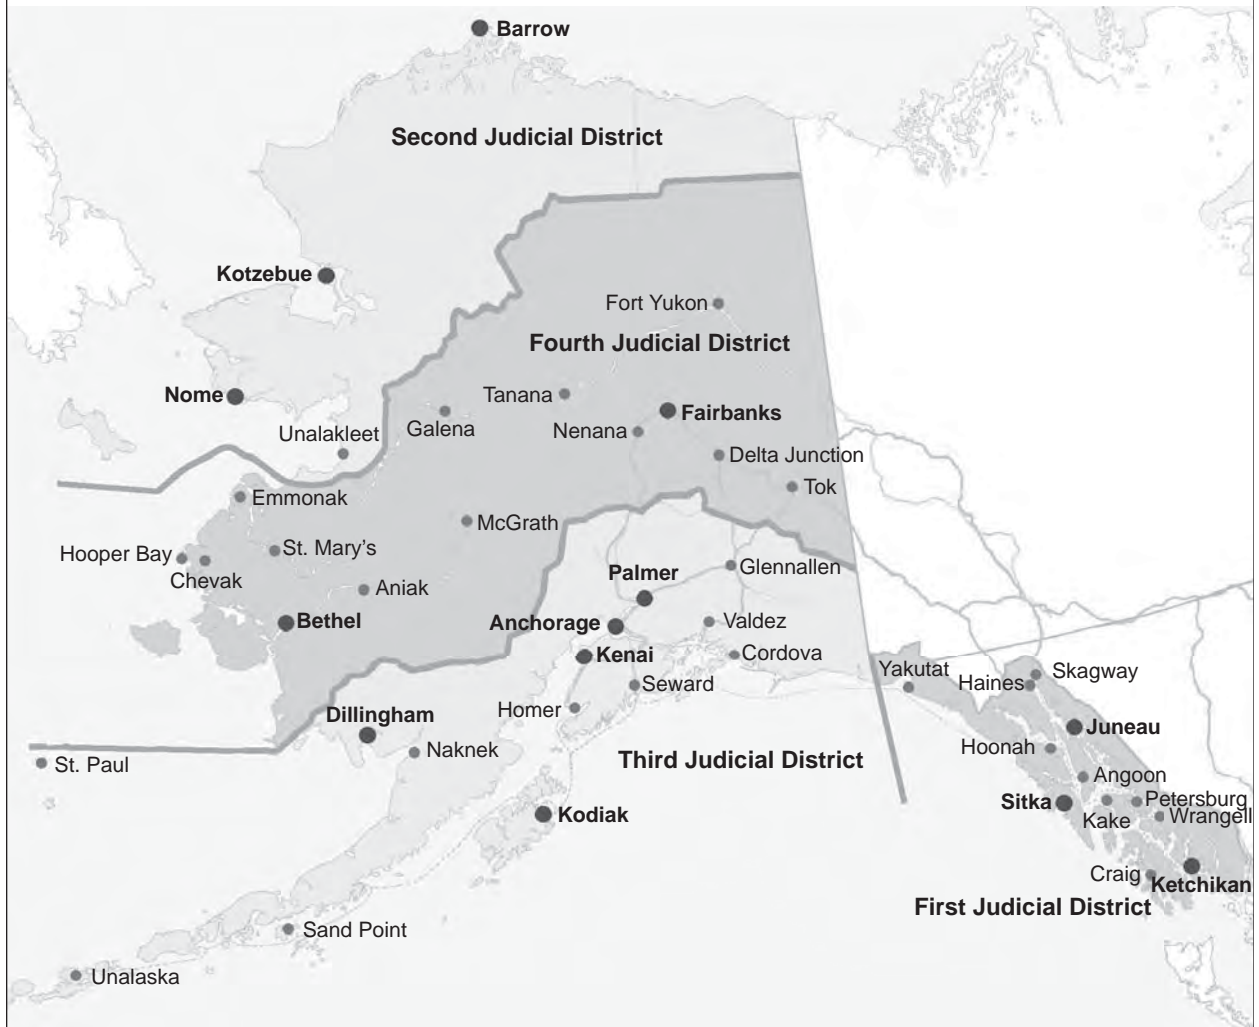 Barrow
Second Judicial District
Kotzebue
Fort Yukon
Fourth Judicial District
Tanana
Nome
Fairbanks
Galena
Nenana
Unalakleet
Delta Junction
Tok
Emmonak
McGrath
St. Mary's
Hooper Bay
Chevak
Glennallen
Palmer
Aniak
Bethel
Anchorage
Valdez
Kenai
Cordova
Yakutat
Skagway
Haines
Seward
Homer
Dillingham
Juneau
Hoonah
Naknek
Third Judicial District
St. Paul
Angoon
Petersburg
Sitka
Kodiak
Kake
Wrangell
Craig
Ketchikan
First Judicial District
Sand Point
Unalaska